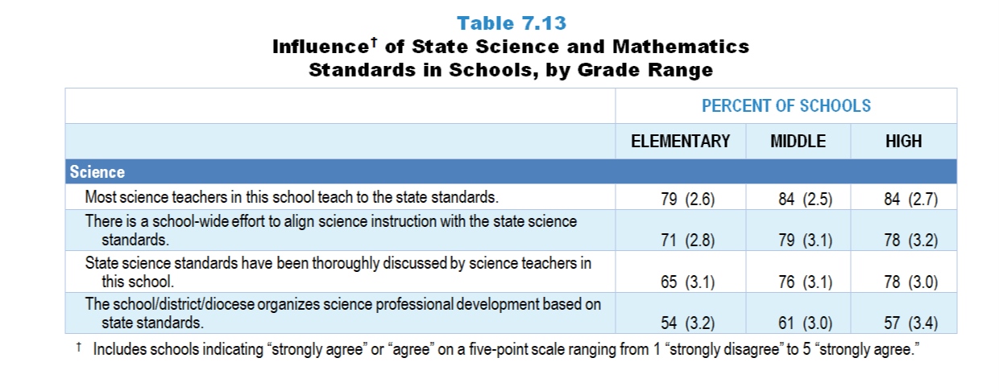 Table 7.13
Influence† of State Science and Mathematics
Standards in Schools, by Grade Range
PERCENT OF SCHOOLS
ELEMENTARY MIDDLE HIGH
Science
Most science teachers in this school teach to the state standards. 79 (2.6) 84 (2.5) 84 (2.7)
There is a school-wide effort to align science instruction with the state science
standards. 71 (2.8) 79 (3.1) 78 (3.2)
State science standards have been thoroughly discussed by science teachers in
this school. 65 (3.1) 76 (3.1) 78 (3.0)
The school/district/diocese organizes science professional development based on
state standards. 54 (3.2) 61 (3.0) 57 (3.4)
† Includes schools indicating “strongly agree” or “agree” on a five-point scale ranging from 1 “strongly disagree” to 5 “strongly agree.”